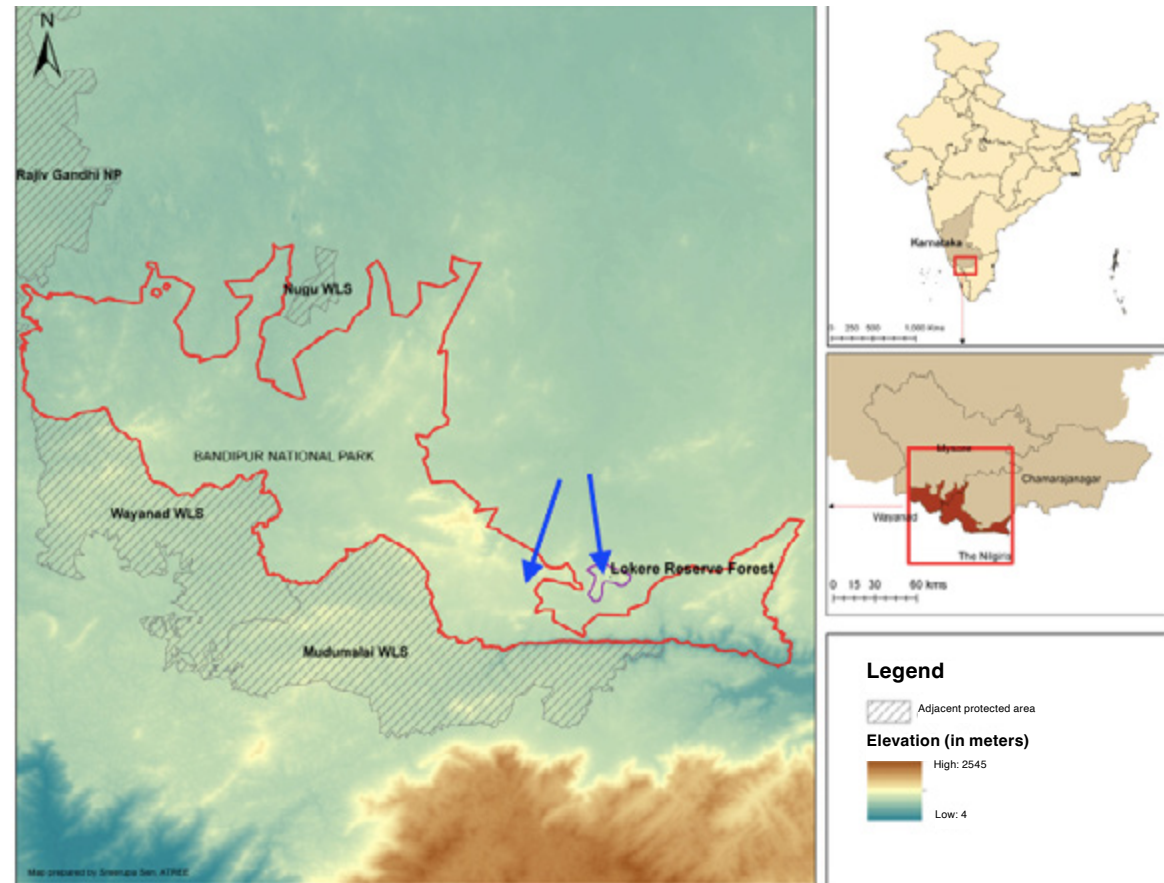 N
Rajiv Gandhi NP
Nugu WLS
BANDIPUR NATIONAL PARK
Wayanad WLS
Lokere Reserve Forest
Mudumalai WLS
Map prepared by Sreerupa Sen, ATREE
Karnataka
0 250 500 1,000 Kms
Mysore
Chamarajanagar
Wayanad
The Nilgiris
0 15 30 60 kms
Legend
Adjacent protected area
Elevation (in meters)
High: 2545
Low: 4